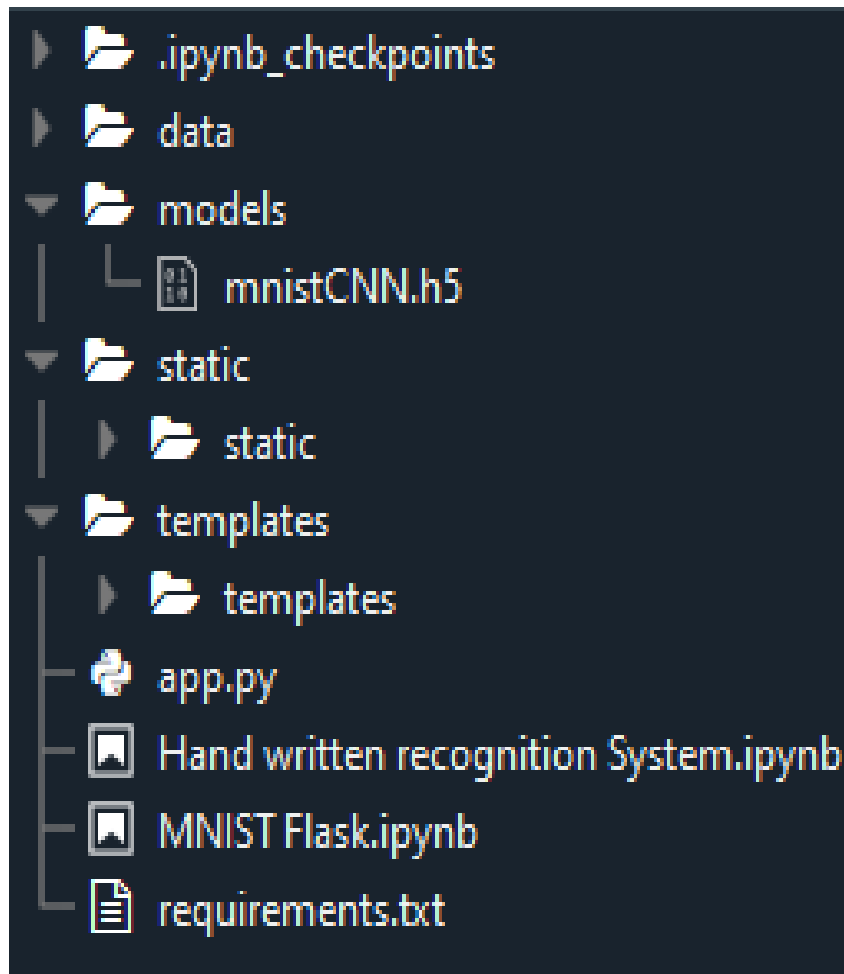 .ipynb_checkpoints
data
models
mnistCNN.h5
static
static
templates
templates
app.py
Hand written recognition System.ipynb
MNIST Flask.ipynb
requirements.txt